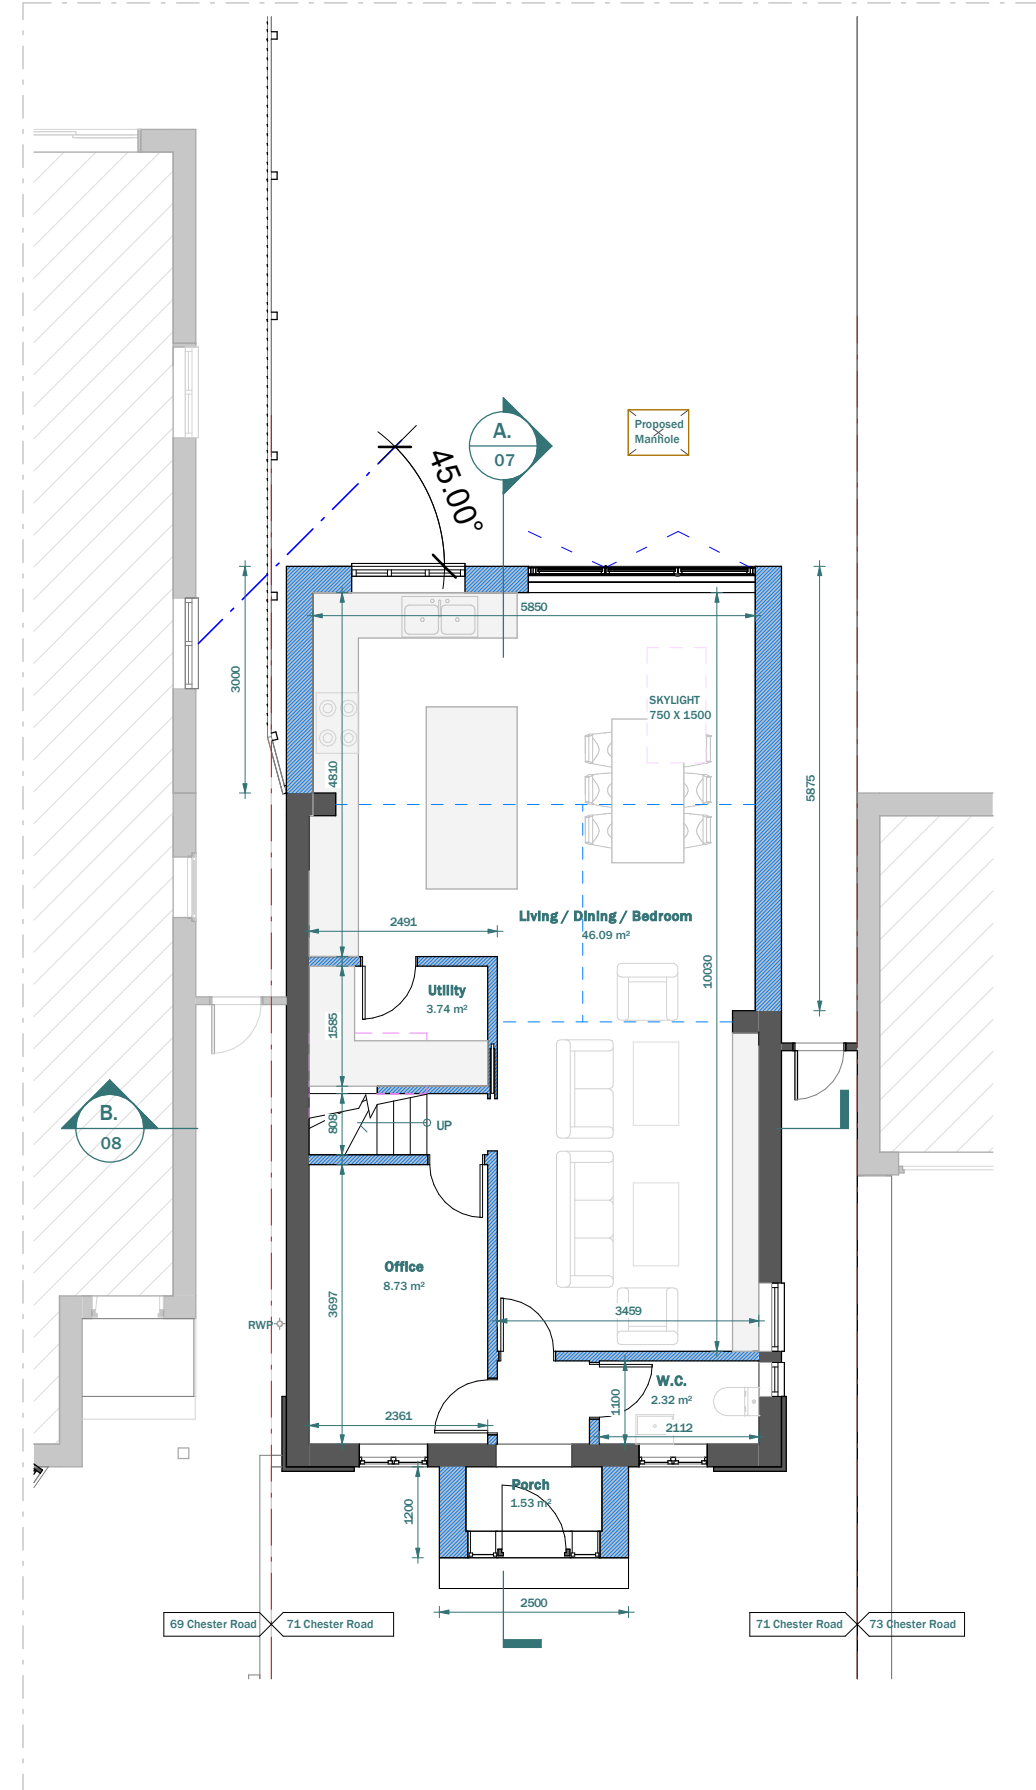 A.
07
Proposed
Manhole
45.00°
5850
3000
SKYLIGHT
750 X 1500
4810
5875
2491
Living / Dining / Bedroom
46.09 m²
10030
Utility
3.74 m²
1585
B.
08
808
UP
Office
8.73 m²
3697
RWP
3459
W.C.
2.32 m²
1100
2361
2112
Porch
1.53 m²
1200
2500
69 Chester Road
71 Chester Road
71 Chester Road
73 Chester Road